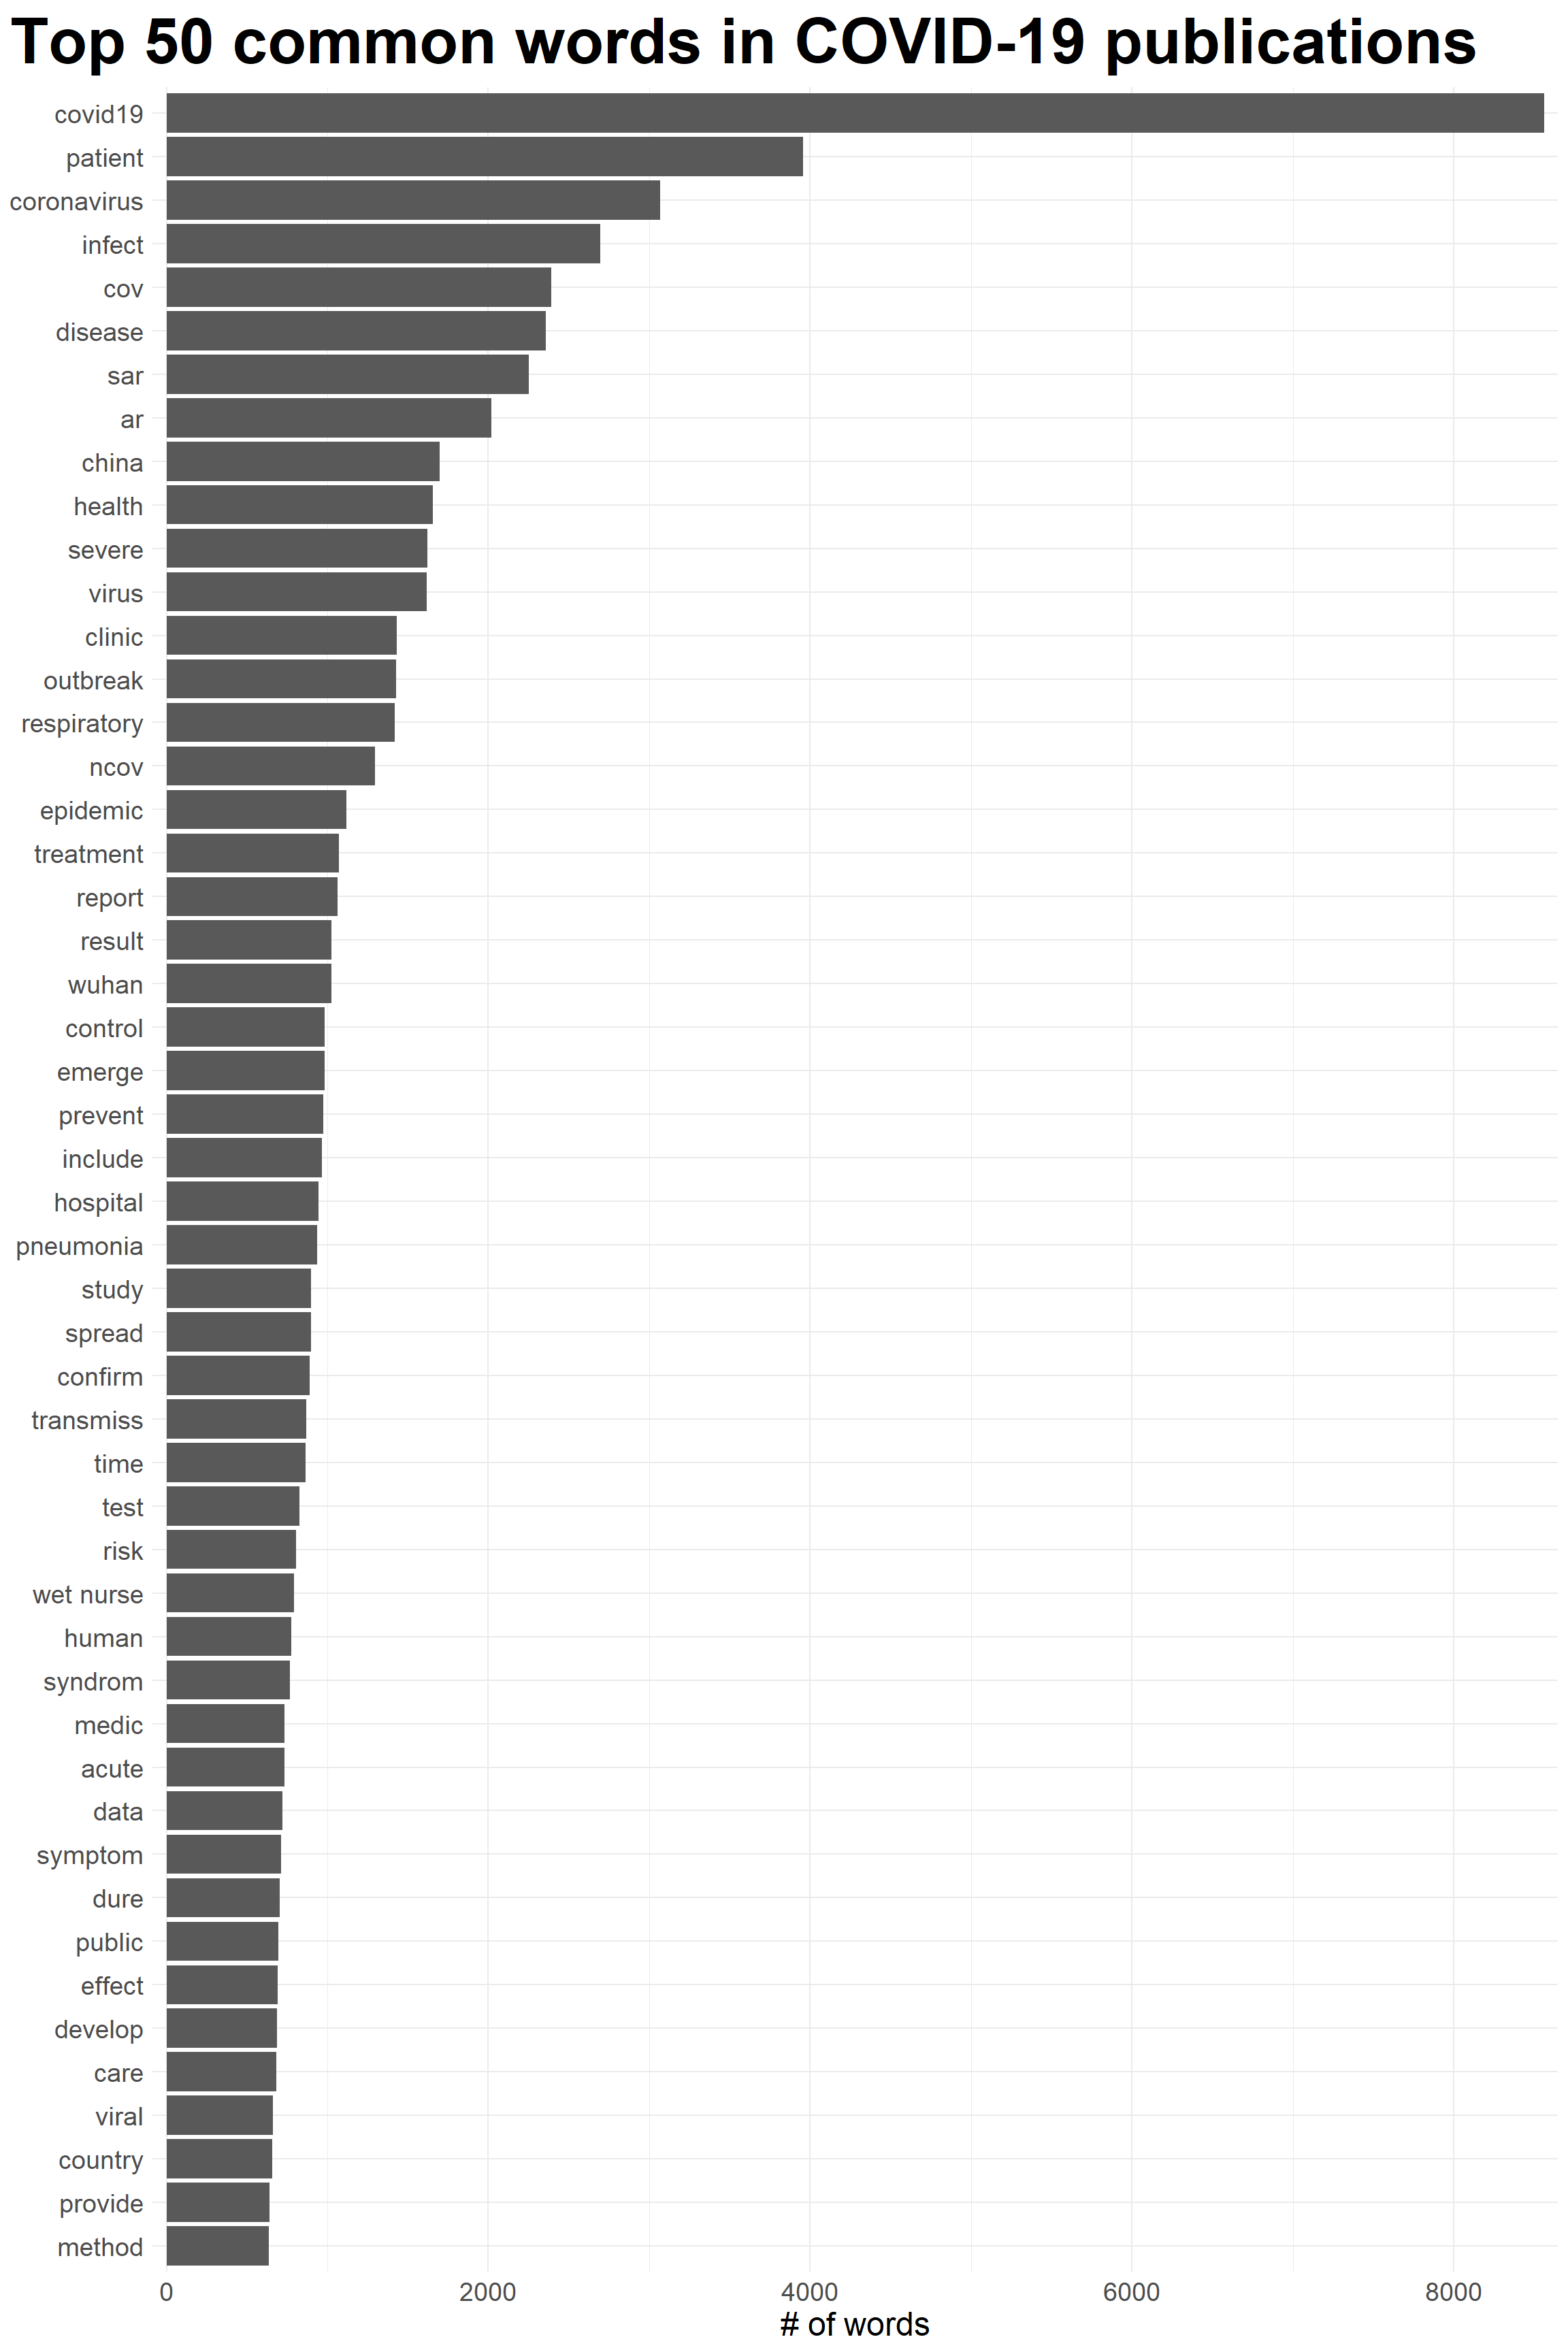 Top 50 common words in COVID-19 publications
covid19
patient
coronavirus
infect
cov
disease
sar
ar
china
health
severe
virus
clinic
outbreak
respiratory
ncov
epidemic
treatment
report
result
wuhan
control
emerge
prevent
include
hospital
pneumonia
study
spread
confirm
transmiss
time
test
risk
wet nurse
human
syndrom
medic
acute
data
symptom
dure
public
effect
develop
care
viral
country
provide
method
0 2000 4000 6000 8000
# of words